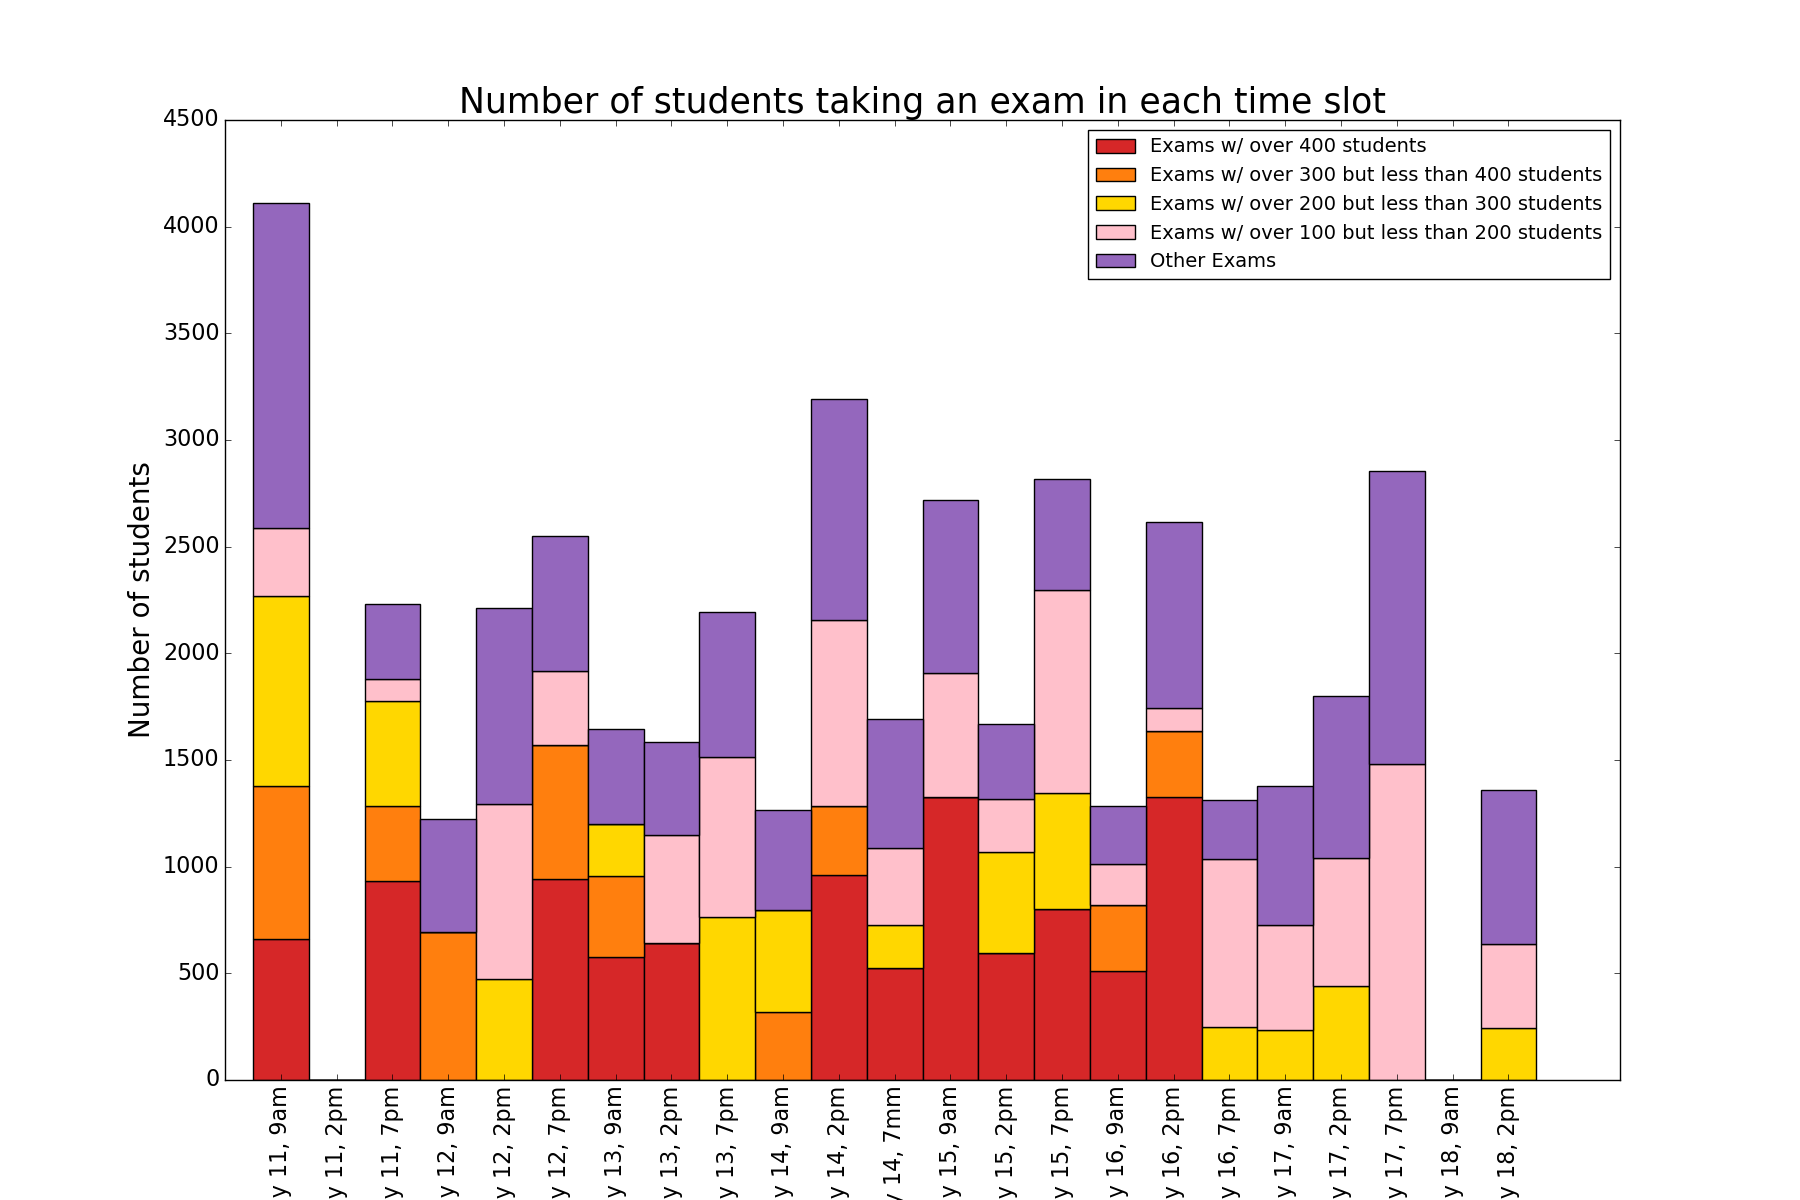 Number of students taking an exam in each time slot
Number of students
4500
4000
3500
3000
2500
2000
1500
1000
500
0
Exams w/ over 400 students
Exams w/ over 300 but less than 400 students
Exams w/ over 200 but less than 300 students
Exams w/ over 100 but less than 200 students
Other Exams
y 11, 9am
y 11, 2pm
y 11, 7pm
y 12, 9am
y 12, 2pm
y 12, 7pm
y 13, 9am
y 13, 2pm
y 13, 7pm
y 14, 9am
y 14, 2pm
y 14, 7mm
y 15, 9am
y 15, 2pm
y 15, 7pm
y 16, 9am
y 16, 2pm
y 16, 7pm
y 17, 9am
y 17, 2pm
y 17, 7pm
y 18, 9am
y 18, 2pm